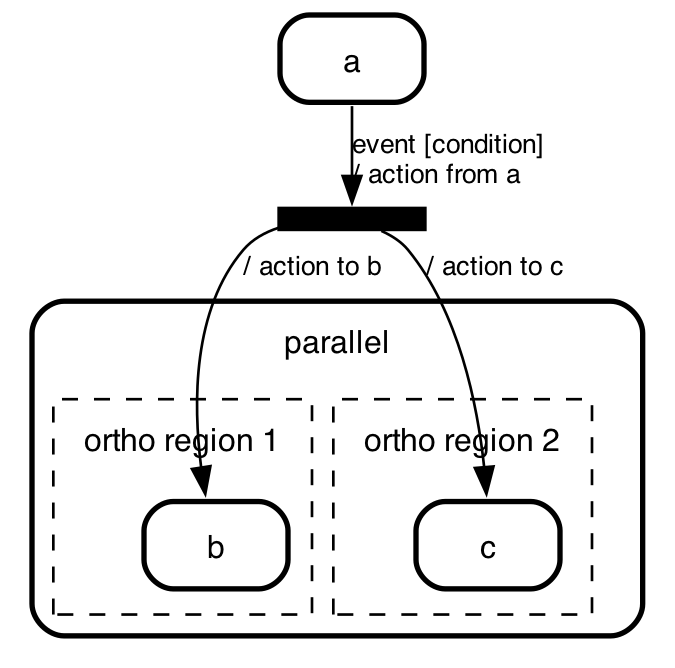 a
event [condition]
/ action from a
/ action to b
/ action to c
parallel
ortho region 1
ortho region 2
b
c